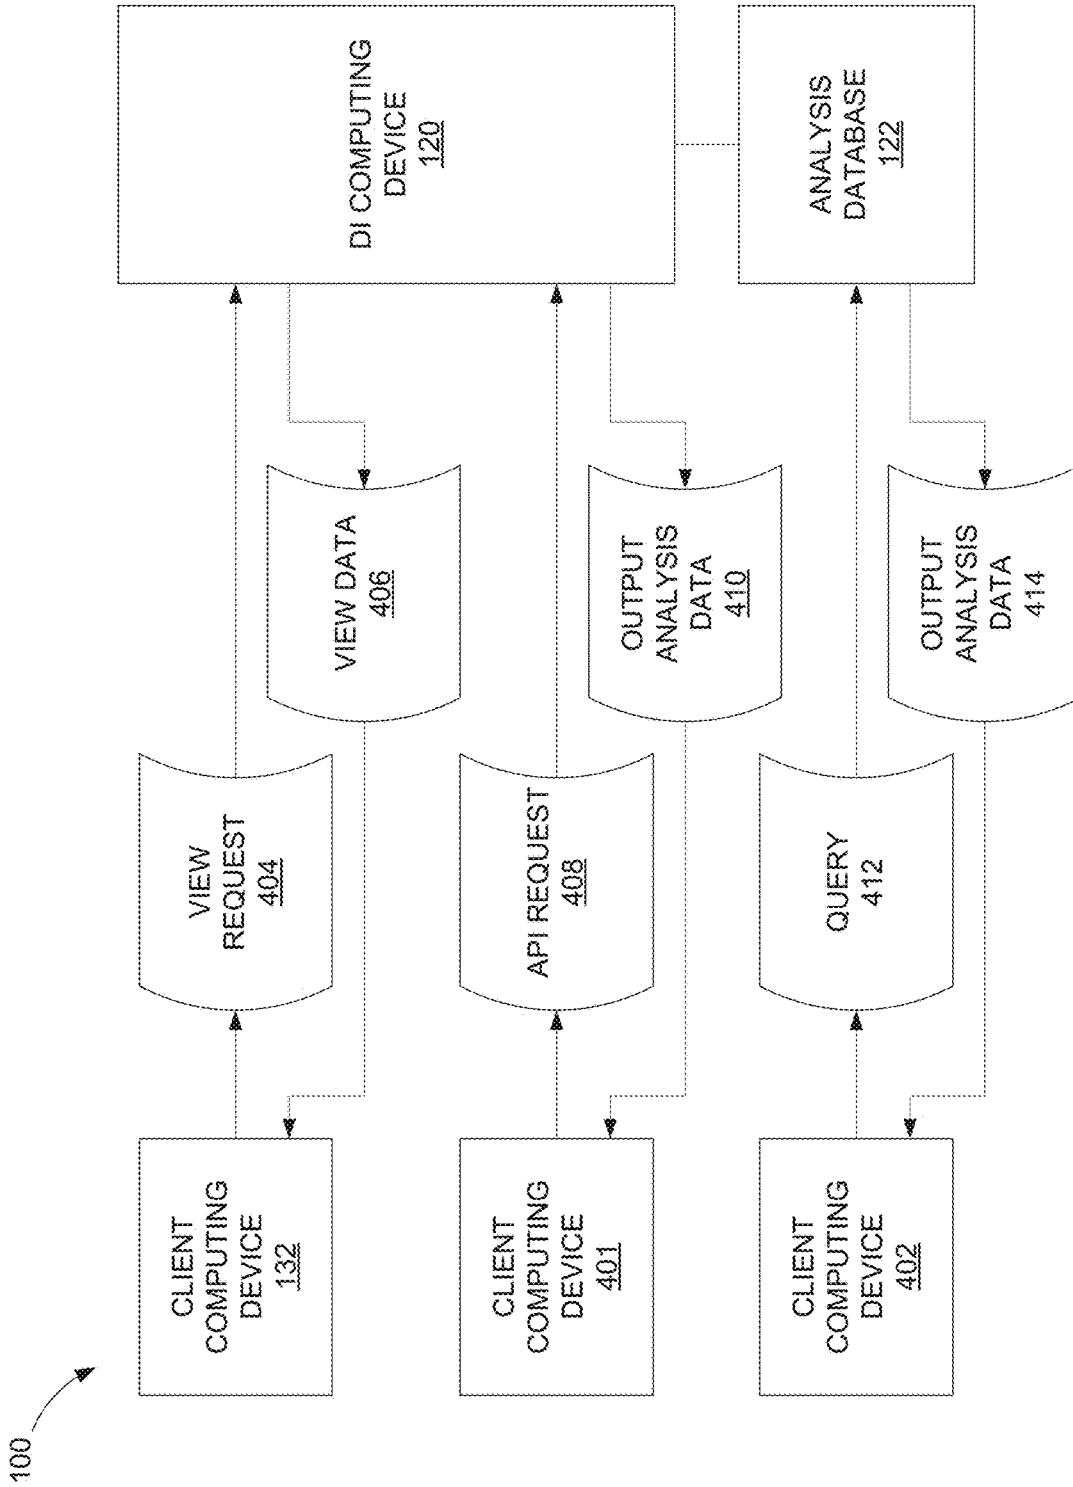 100
CLIENT
COMPUTING
DEVICE
132
VIEW
REQUEST
404
VIEW DATA
406
DI COMPUTING
DEVICE
120
CLIENT
COMPUTING
DEVICE
401
API REQUEST
408
OUTPUT
ANALYSIS
DATA
410
CLIENT
COMPUTING
DEVICE
402
QUERY
412
OUTPUT
ANALYSIS
DATA
414
ANALYSIS
DATABASE
122